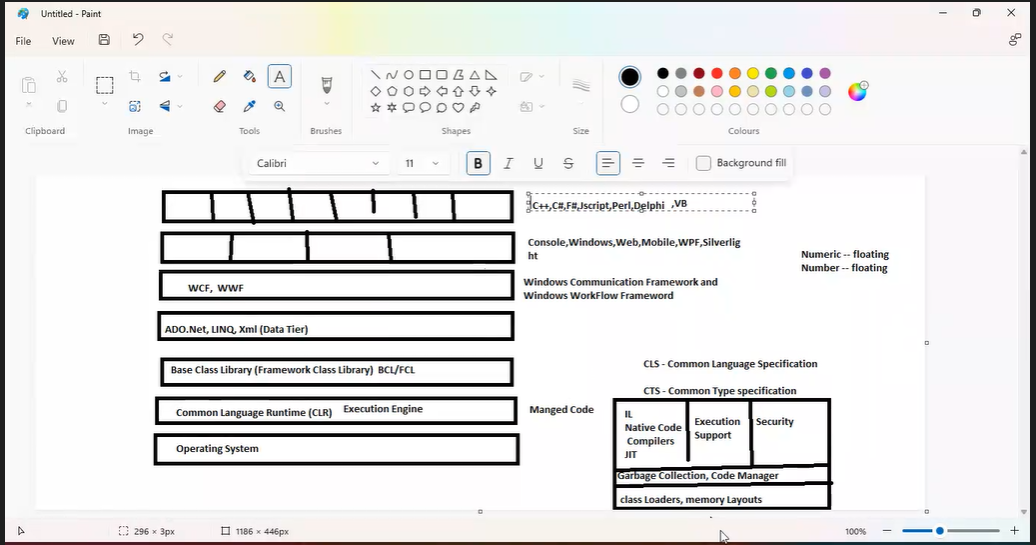 Untitled - Paint
File View
Clipboard
Image
Tools
Brushes
Shapes
Size
Colours
A
Calibri 11 B I U S Background fill
C++,C#,F#,Jscript,Perl,Delphi ,VB
Console,Windows,Web,Mobile,WPF,Silverlig
ht
Numeric -- floating
Number -- floating
WCF, WWF
Windows Communication Framework and
Windows WorkFlow Frameword
ADO.Net, LINQ, Xml (Data Tier)
Base Class Library (Framework Class Library) BCL/FCL
CLS - Common Language Specification
CTS - Common Type specification
Common Language Runtime (CLR) Execution Engine
Manged Code
IL
Native Code
Compilers
JIT
Execution
Support
Security
Operating System
Garbage Collection, Code Manager
class Loaders, memory Layouts
296 × 3px
1186 × 446px
100%